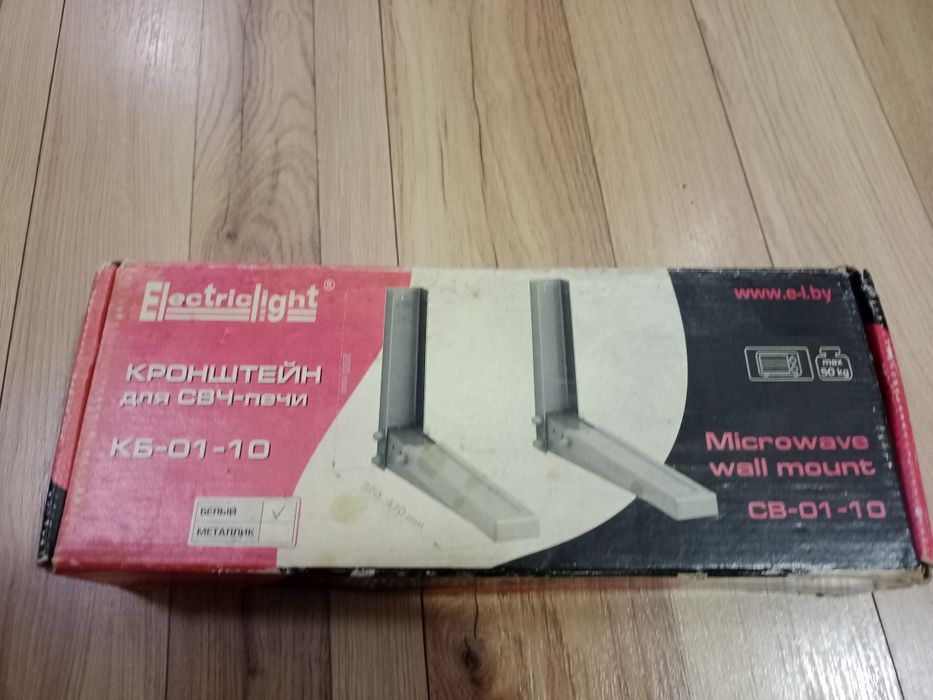 Electriclight®
КРОНШТЕЙН
для СВЧ-печи
КБ-01-10
БЕЛЫЙ ✓
МЕТАЛЛИК
320-470 mm
www.e-l.by
max
50 kg
Microwave
wall mount
CB-01-10